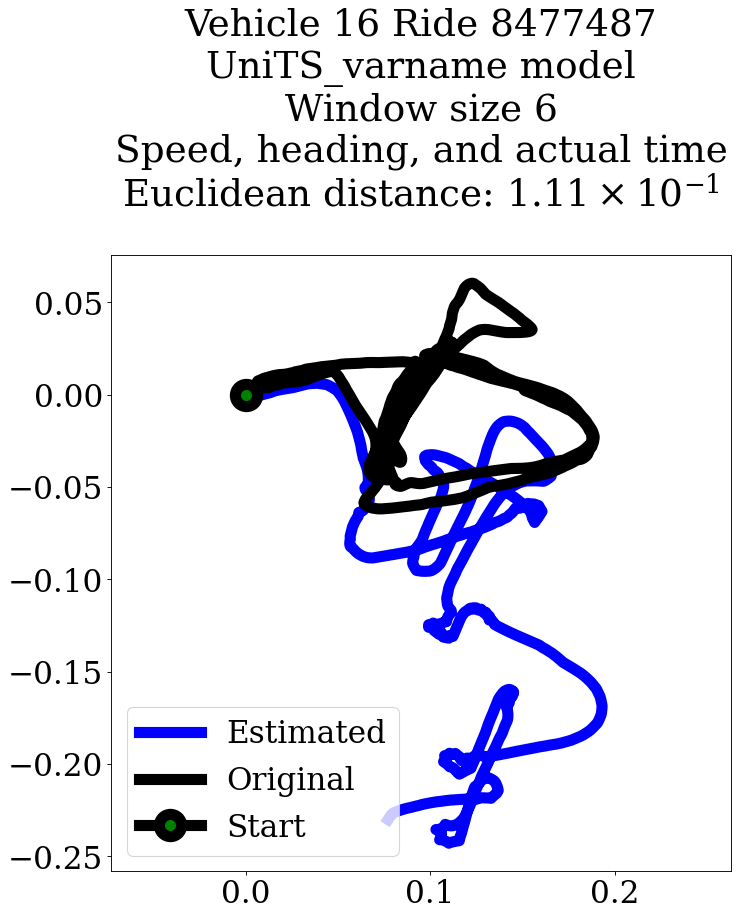 Vehicle 16 Ride 8477487
UniTS_varname model
Window size 6
Speed, heading, and actual time
Euclidean distance: 1.11 × 10⁻¹
0.05
0.00
−0.05
−0.10
−0.15
−0.20
−0.25
Estimated
Original
Start
0.0 0.1 0.2